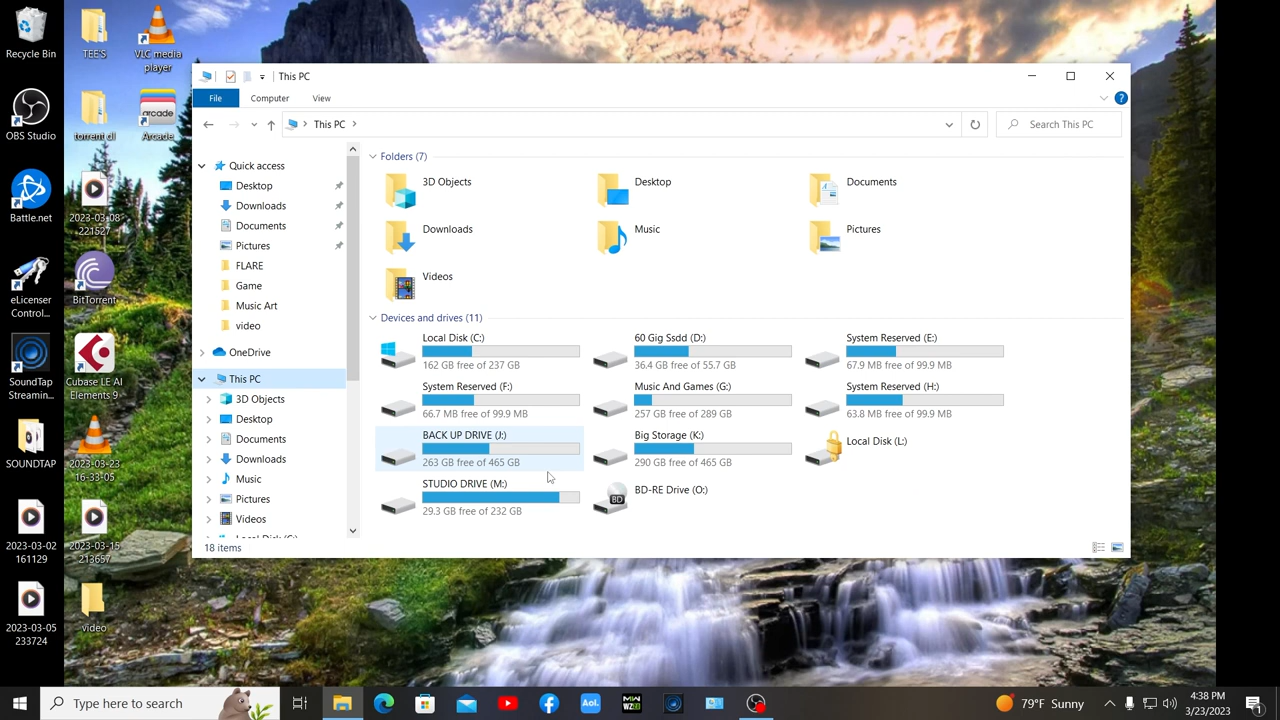 Recycle Bin
TEE'S
VLC media
player
OBS Studio
torrent dl
arcade
Arcade
Battle.net
2023-03-08
221527
eLicenser
Control...
BitTorrent
SoundTap
Streamin...
Cubase LE AI
Elements 9
SOUNDTAP
2023-03-23
16-33-05
2023-03-02
161129
2023-03-15
213657
2023-03-05
233724
video
This PC
File
Computer
View
This PC
Search This PC
Quick access
Desktop
Downloads
Documents
Pictures
FLARE
Game
Music Art
video
OneDrive
This PC
3D Objects
Desktop
Documents
Downloads
Music
Pictures
Videos
Folders (7)
3D Objects
Desktop
Documents
Downloads
Music
Pictures
Videos
Devices and drives (11)
Local Disk (C:)
162 GB free of 237 GB
60 Gig Ssdd (D:)
36.4 GB free of 55.7 GB
System Reserved (E:)
67.9 MB free of 99.9 MB
System Reserved (F:)
66.7 MB free of 99.9 MB
Music And Games (G:)
257 GB free of 289 GB
System Reserved (H:)
63.8 MB free of 99.9 MB
BACK UP DRIVE (J:)
263 GB free of 465 GB
Big Storage (K:)
290 GB free of 465 GB
Local Disk (L:)
STUDIO DRIVE (M:)
29.3 GB free of 232 GB
BD
BD-RE Drive (O:)
18 items
Type here to search
Aol.
79°F Sunny
4:38 PM
3/23/2023
1